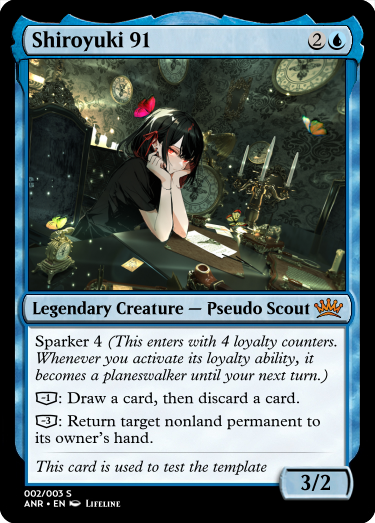 Shiroyuki 91 2
Legendary Creature — Pseudo Scout
Sparker 4 (This enters with 4 loyalty counters.
Whenever you activate its loyalty ability, it
becomes a planeswalker until your next turn.)
-1: Draw a card, then discard a card.
-3: Return target nonland permanent to
its owner's hand.
This card is used to test the template
3/2
002/003 S
ANR • EN Lifeline